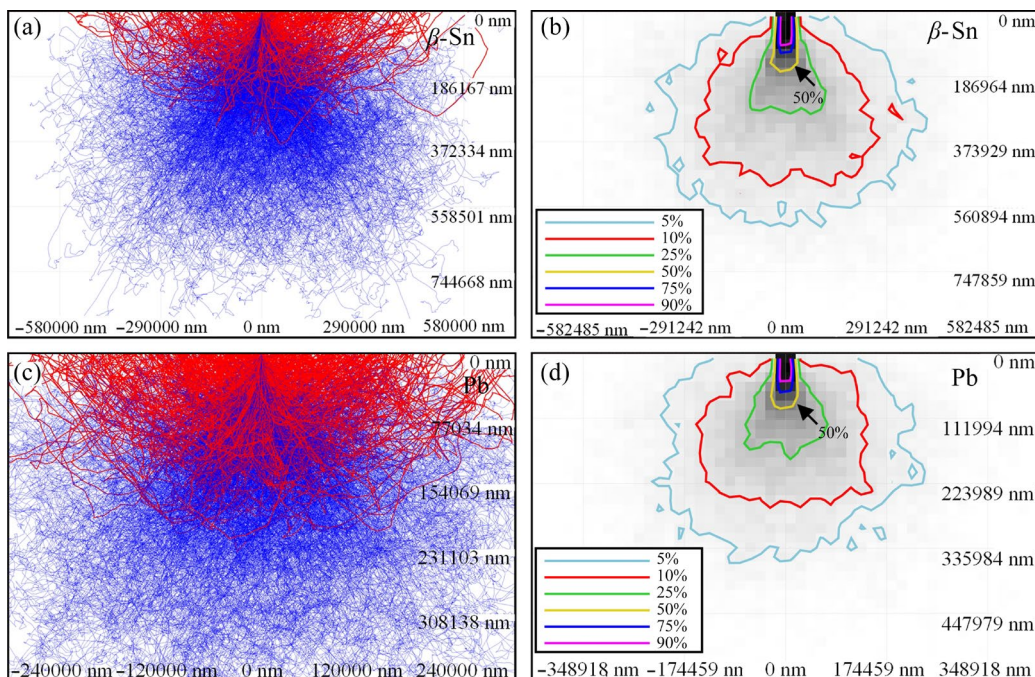 (a)
0 nm
β-Sn
186167 nm
372334 nm
558501 nm
744668 nm
−580000 nm −290000 nm 0 nm 290000 nm 580000 nm
(b)
0 nm
β-Sn
50%
186964 nm
373929 nm
560894 nm
747859 nm
5%
10%
25%
50%
75%
90%
−582485 nm −291242 nm 0 nm 291242 nm 582485 nm
(c)
0 nm
Pb
77034 nm
154069 nm
231103 nm
308138 nm
−240000 nm −120000 nm 0 nm 120000 nm 240000 nm
(d)
0 nm
Pb
50%
111994 nm
223989 nm
335984 nm
447979 nm
5%
10%
25%
50%
75%
90%
−348918 nm −174459 nn 0 nm 174459 nm 348918 nm